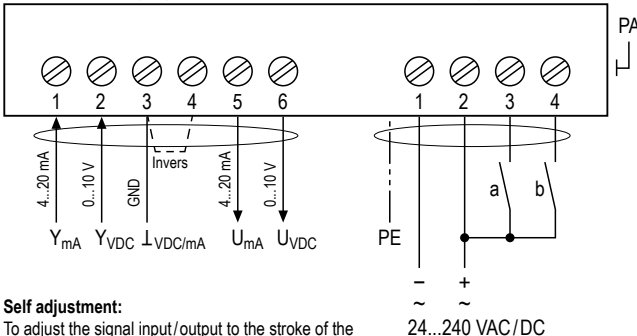 PA
1 2 3 4 5 6 1 2 3 4
Invers
4...20 mA 0...10 V GND 4...20 mA 0...10 V
a b
YmA YVDC ⊥VDC/mA UmA UVDC PE
− +
~ ~
24...240 VAC/DC
Self adjustment:
To adjust the signal input/output to the stroke of the